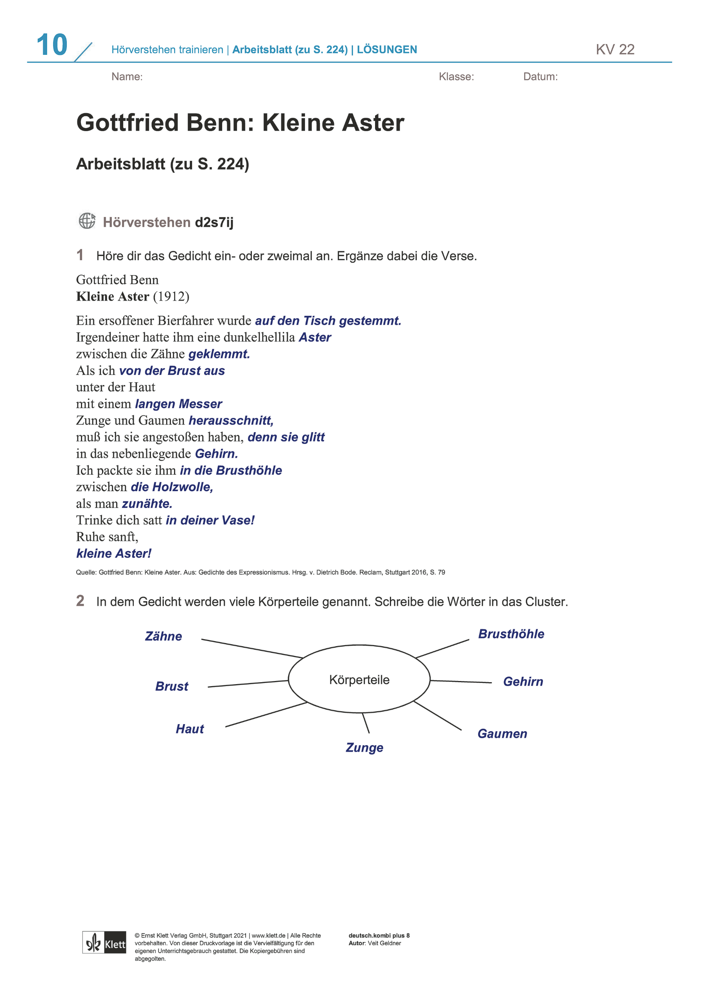 10
Hörverstehen trainieren | Arbeitsblatt (zu S. 224) | LÖSUNGEN
KV 22
Name:
Klasse:
Datum:
Gottfried Benn: Kleine Aster
Arbeitsblatt (zu S. 224)
Hörverstehen d2s7ij
1 Höre dir das Gedicht ein- oder zweimal an. Ergänze dabei die Verse.
Gottfried Benn
Kleine Aster (1912)
Ein ersoffener Bierfahrer wurde auf den Tisch gestemmt.
Irgendeiner hatte ihm eine dunkelhellila Aster
zwischen die Zähne geklemmt.
Als ich von der Brust aus
unter der Haut
mit einem langen Messer
Zunge und Gaumen herausschnitt,
muß ich sie angestoßen haben, denn sie glitt
in das nebenliegende Gehirn.
Ich packte sie ihm in die Brusthöhle
zwischen die Holzwolle,
als man zunähte.
Trinke dich satt in deiner Vase!
Ruhe sanft,
kleine Aster!
Quelle: Gottfried Benn: Kleine Aster. Aus: Gedichte des Expressionismus. Hrsg. v. Dietrich Bode. Reclam, Stuttgart 2016, S. 79
2 In dem Gedicht werden viele Körperteile genannt. Schreibe die Wörter in das Cluster.
Zähne
Brusthöhle
Körperteile
Brust
Gehirn
Haut
Gaumen
Zunge
Klett
© Ernst Klett Verlag GmbH, Stuttgart 2021 | www.klett.de | Alle Rechte
vorbehalten. Von dieser Druckvorlage ist die Vervielfältigung für den
eigenen Unterrichtsgebrauch gestattet. Die Kopiergebühren sind
abgegolten.
deutsch.kombi plus 8
Autor: Veit Geldner